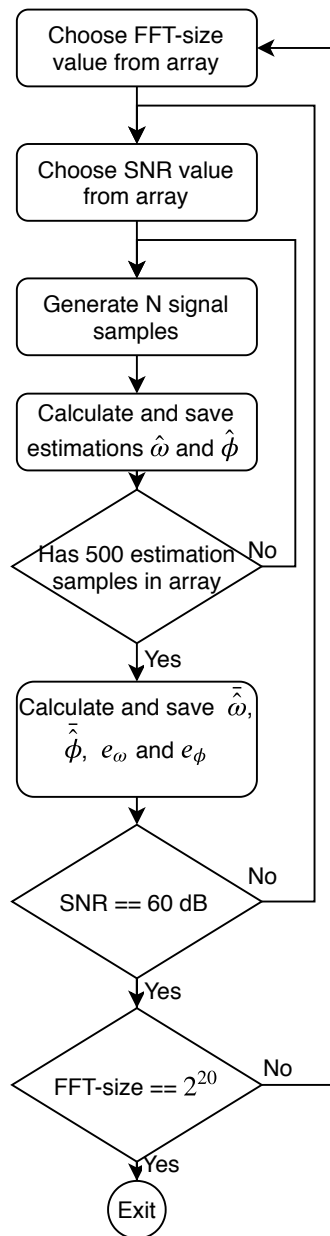 Choose FFT-size
value from array
Choose SNR value
from array
Generate N signal
samples
Calculate and save
estimations ω̂ and ϕ̂
Has 500 estimation
samples in array
No
Yes
Calculate and save ω̂̄,
ϕ̂̄, e_ω and e_ϕ
No
SNR == 60 dB
Yes
No
FFT-size == 2²⁰
Yes
Exit